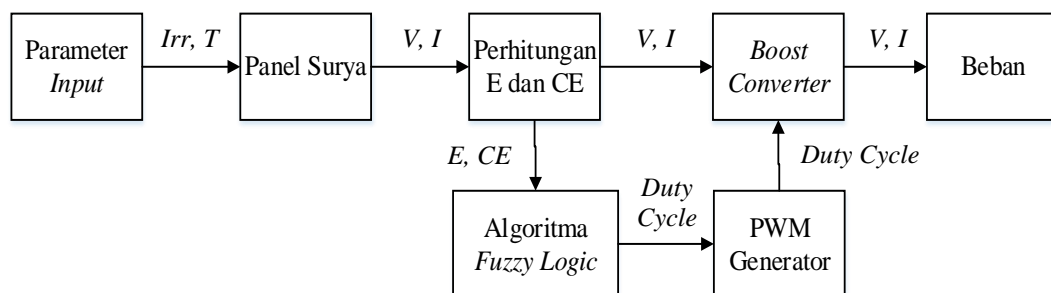 Parameter
Input
Irr, T
Panel Surya
V, I
Perhitungan
E dan CE
V, I
Boost
Converter
V, I
Beban
E, CE
Duty Cycle
Algoritma
Fuzzy Logic
Duty
Cycle
PWM
Generator